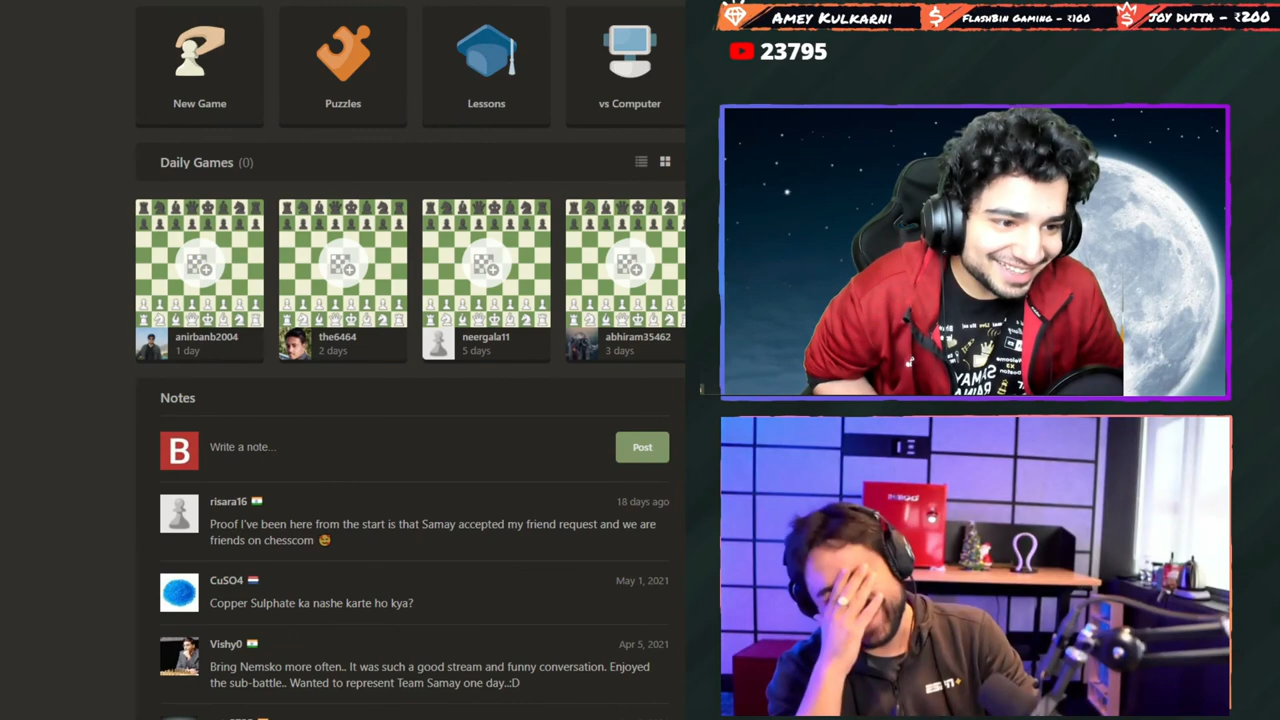 New Game
Puzzles
Lessons
vs Computer
Daily Games (0)
anirbanb2004
1 day
the6464
2 days
neergala11
5 days
abhiram35462
3 days
Notes
B
Write a note...
Post
risara16
18 days ago
Proof I've been here from the start is that Samay accepted my friend request and we are
friends on chesscom
CuSO4
May 1, 2021
Copper Sulphate ka nashe karte ho kya?
Vishy0
Apr 5, 2021
Bring Nemsko more often.. It was such a good stream and funny conversation. Enjoyed
the sub-battle.. Wanted to represent Team Samay one day..:D
AMEY KULKARNI
FLASHBIN GAMING - ₹100
JOY DUTTA - ₹200
23795
SAMAY
RAINA
ESPN+